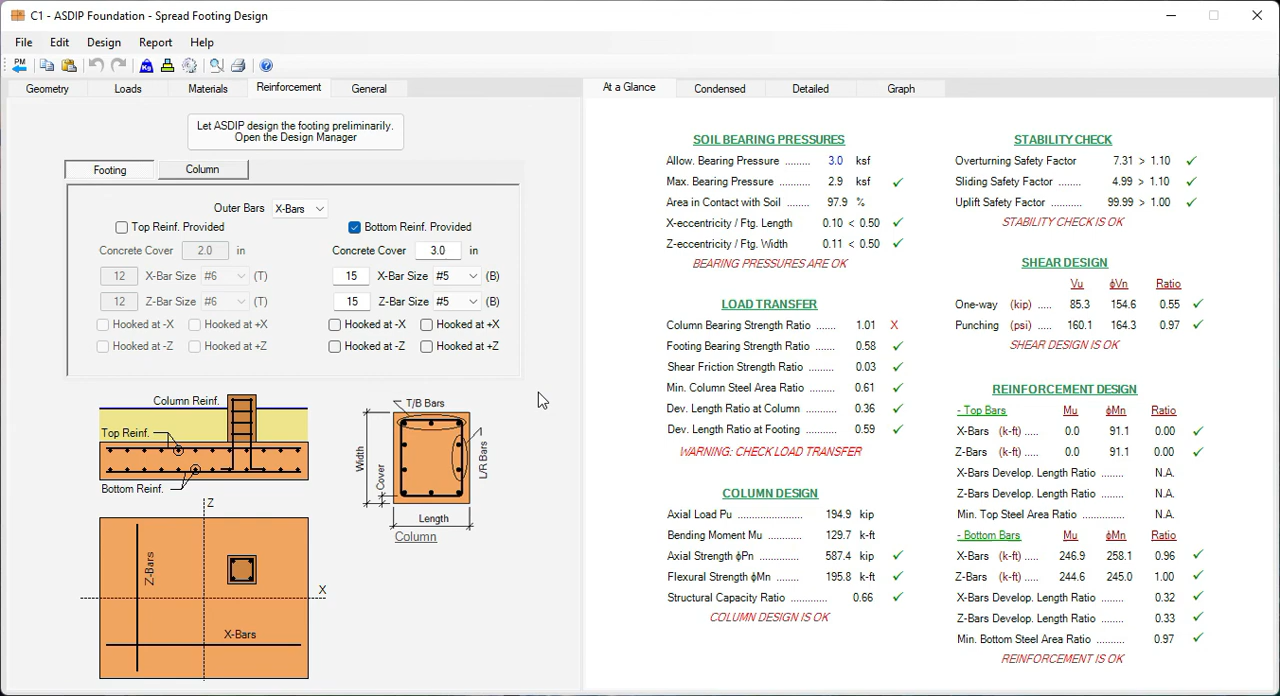 C1 - ASDIP Foundation - Spread Footing Design
File Edit Design Report Help
PM Kg
Geometry Loads Materials Reinforcement General
Let ASDIP design the footing preliminarily.
Open the Design Manager
Footing Column
Outer Bars X-Bars
Top Reinf. Provided Bottom Reinf. Provided
Concrete Cover 2.0 in Concrete Cover 3.0 in
12 X-Bar Size #6 (T) 15 X-Bar Size #5 (B)
12 Z-Bar Size #6 (T) 15 Z-Bar Size #5 (B)
Hooked at -X Hooked at +X Hooked at -X Hooked at +X
Hooked at -Z Hooked at +Z Hooked at -Z Hooked at +Z
Column Reinf.
Top Reinf.
Bottom Reinf.
T/B Bars
Width
Cover
L/R Bars
Length
Column
Z
Z-Bars
X
X-Bars
At a Glance Condensed Detailed Graph
SOIL BEARING PRESSURES
Allow. Bearing Pressure ........ 3.0 ksf
Max. Bearing Pressure ........... 2.9 ksf ✓
Area in Contact with Soil ....... 97.9 %
X-eccentricity / Ftg. Length 0.10 < 0.50 ✓
Z-eccentricity / Ftg. Width 0.11 < 0.50 ✓
BEARING PRESSURES ARE OK
LOAD TRANSFER
Column Bearing Strength Ratio ....... 1.01 X
Footing Bearing Strength Ratio ...... 0.58 ✓
Shear Friction Strength Ratio ......... 0.03 ✓
Min. Column Steel Area Ratio ........ 0.61 ✓
Dev. Length Ratio at Column ......... 0.36 ✓
Dev. Length Ratio at Footing ......... 0.59 ✓
WARNING: CHECK LOAD TRANSFER
COLUMN DESIGN
Axial Load Pu ....................... 194.9 kip
Bending Moment Mu ............ 129.7 k-ft
Axial Strength ϕPn .............. 587.4 kip ✓
Flexural Strength ϕMn ........ 195.8 k-ft ✓
Structural Capacity Ratio ..... 0.66 ✓
COLUMN DESIGN IS OK
STABILITY CHECK
Overturning Safety Factor 7.31 > 1.10 ✓
Sliding Safety Factor ........ 4.99 > 1.10 ✓
Uplift Safety Factor ........... 99.99 > 1.00 ✓
STABILITY CHECK IS OK
SHEAR DESIGN
Vu ϕVn Ratio
One-way (kip) ..... 85.3 154.6 0.55 ✓
Punching (psi) ..... 160.1 164.3 0.97 ✓
SHEAR DESIGN IS OK
REINFORCEMENT DESIGN
- Top Bars Mu ϕMn Ratio
X-Bars (k-ft) ..... 0.0 91.1 0.00 ✓
Z-Bars (k-ft) ..... 0.0 91.1 0.00 ✓
X-Bars Develop. Length Ratio ........ N.A.
Z-Bars Develop. Length Ratio ........ N.A.
Min. Top Steel Area Ratio .............. N.A.
- Bottom Bars Mu ϕMn Ratio
X-Bars (k-ft) ..... 246.9 258.1 0.96 ✓
Z-Bars (k-ft) ..... 244.6 245.0 1.00 ✓
X-Bars Develop. Length Ratio ........ 0.32 ✓
Z-Bars Develop. Length Ratio ........ 0.33 ✓
Min. Bottom Steel Area Ratio .......... 0.97 ✓
REINFORCEMENT IS OK